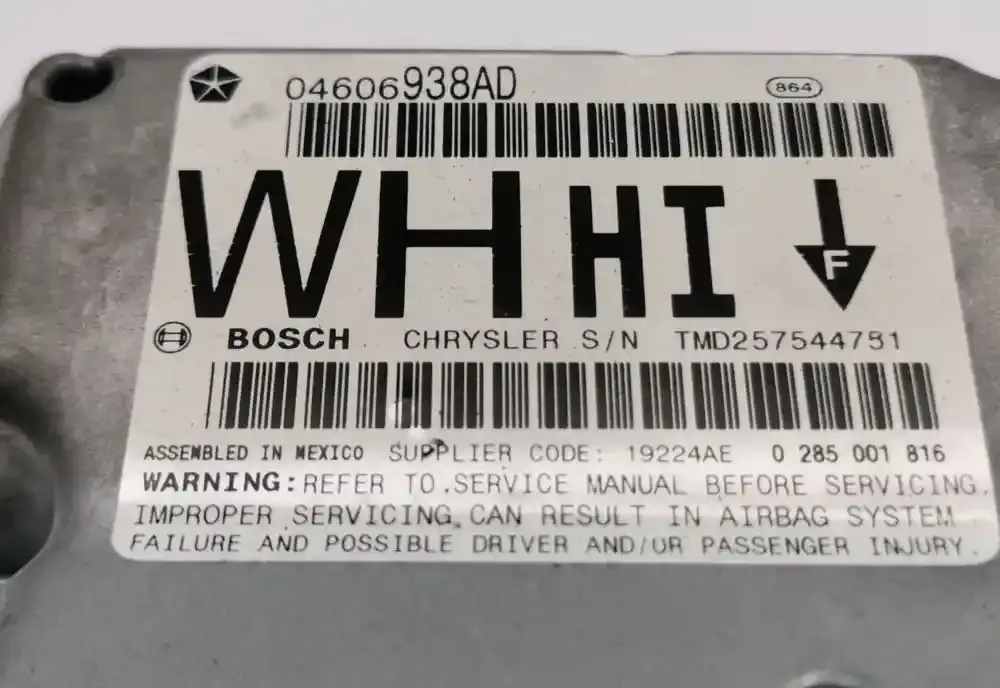 04606938AD 864
WH HI F
BOSCH CHRYSLER S/N TMD257544781
ASSEMBLED IN MEXICO SUPPLIER CODE: 19224AE 0 285 001 816
WARNING: REFER TO SERVICE MANUAL BEFORE SERVICING.
IMPROPER SERVICING CAN RESULT IN AIRBAG SYSTEM
FAILURE AND POSSIBLE DRIVER AND/OR PASSENGER INJURY.